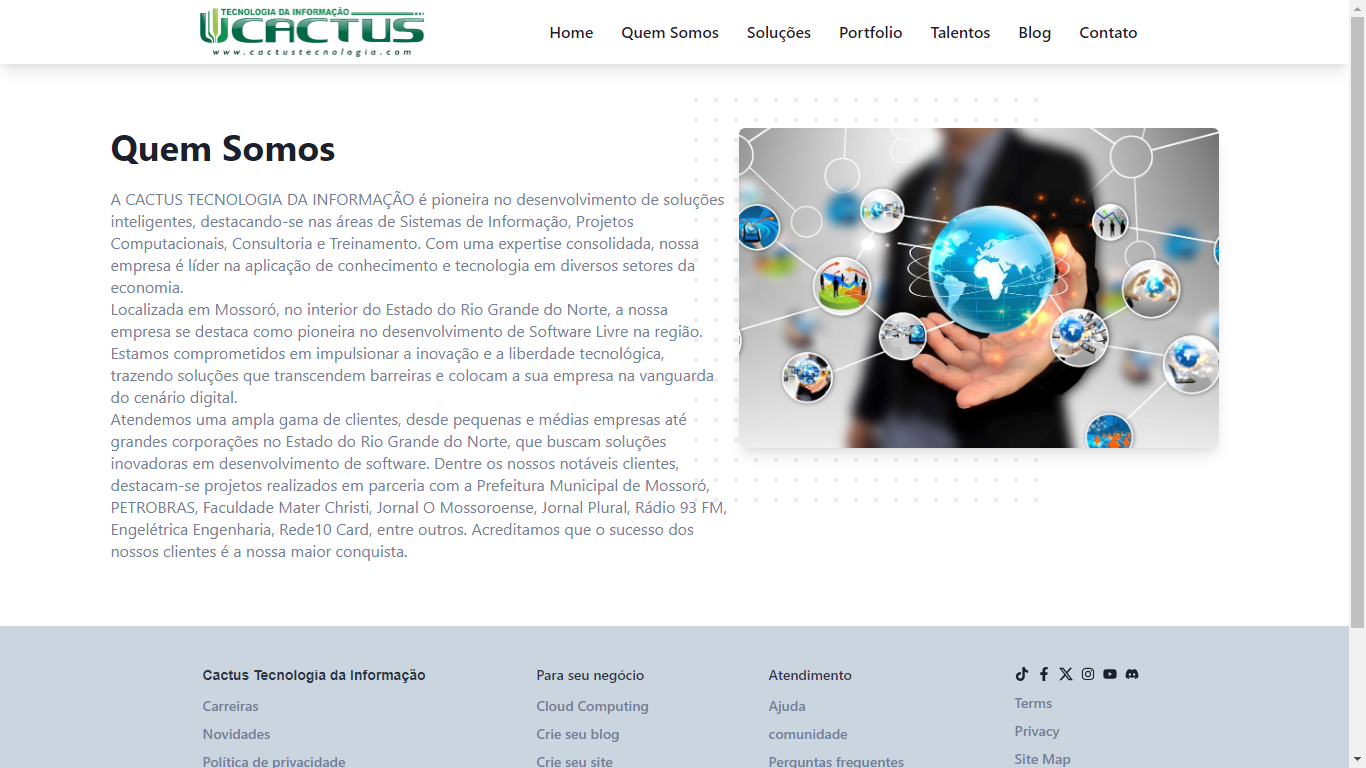 TECNOLOGIA DA INFORMAÇÃO
CACTUS
www.cactustecnologia.com
Home
Quem Somos
Soluções
Portfolio
Talentos
Blog
Contato
Quem Somos
A CACTUS TECNOLOGIA DA INFORMAÇÃO é pioneira no desenvolvimento de soluções
inteligentes, destacando-se nas áreas de Sistemas de Informação, Projetos
Computacionais, Consultoria e Treinamento. Com uma expertise consolidada, nossa
empresa é líder na aplicação de conhecimento e tecnologia em diversos setores da
economia.
Localizada em Mossoró, no interior do Estado do Rio Grande do Norte, a nossa
empresa se destaca como pioneira no desenvolvimento de Software Livre na região.
Estamos comprometidos em impulsionar a inovação e a liberdade tecnológica,
trazendo soluções que transcendem barreiras e colocam a sua empresa na vanguarda
do cenário digital.
Atendemos uma ampla gama de clientes, desde pequenas e médias empresas até
grandes corporações no Estado do Rio Grande do Norte, que buscam soluções
inovadoras em desenvolvimento de software. Dentre os nossos notáveis clientes,
destacam-se projetos realizados em parceria com a Prefeitura Municipal de Mossoró,
PETROBRAS, Faculdade Mater Christi, Jornal O Mossoroense, Jornal Plural, Rádio 93 FM,
Engelétrica Engenharia, Rede10 Card, entre outros. Acreditamos que o sucesso dos
nossos clientes é a nossa maior conquista.
Cactus Tecnologia da Informação
Carreiras
Novidades
Política de privacidade
Para seu negócio
Cloud Computing
Crie seu blog
Crie seu site
Atendimento
Ajuda
comunidade
Perguntas frequentes
Terms
Privacy
Site Map